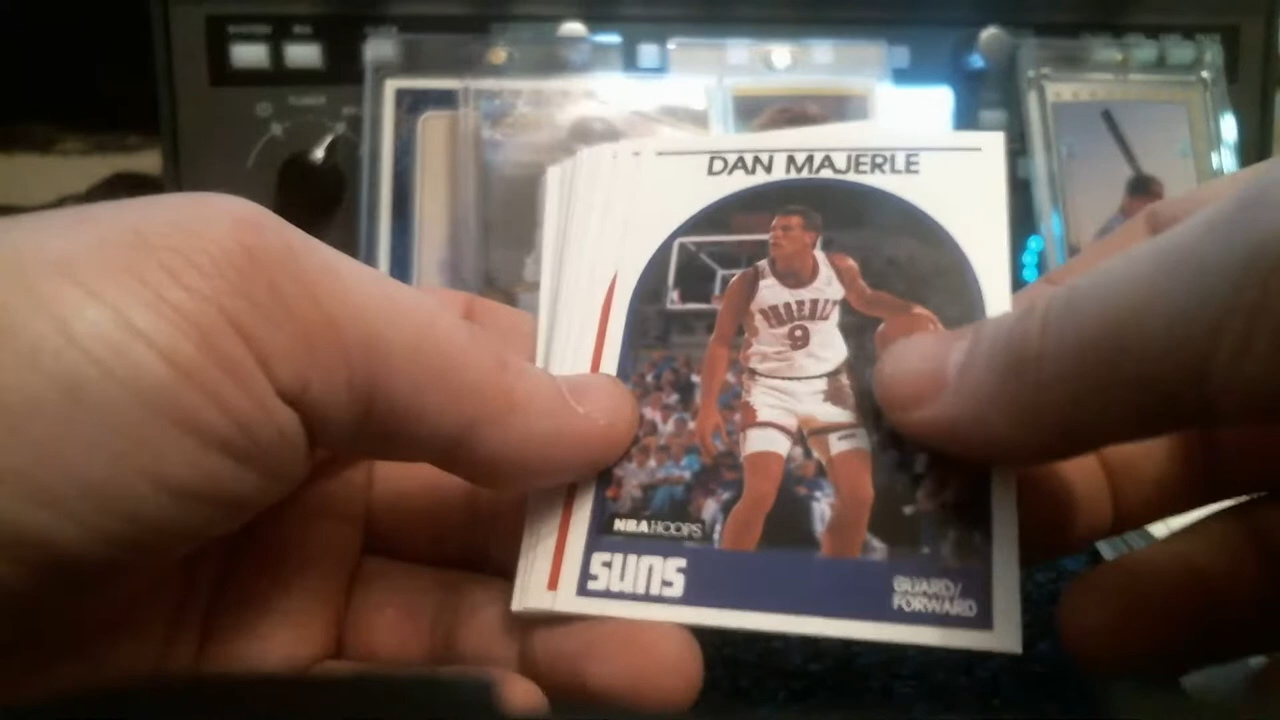 DAN MAJERLE
PHOENIX
9
NBA HOOPS
SUNS
GUARD/
FORWARD